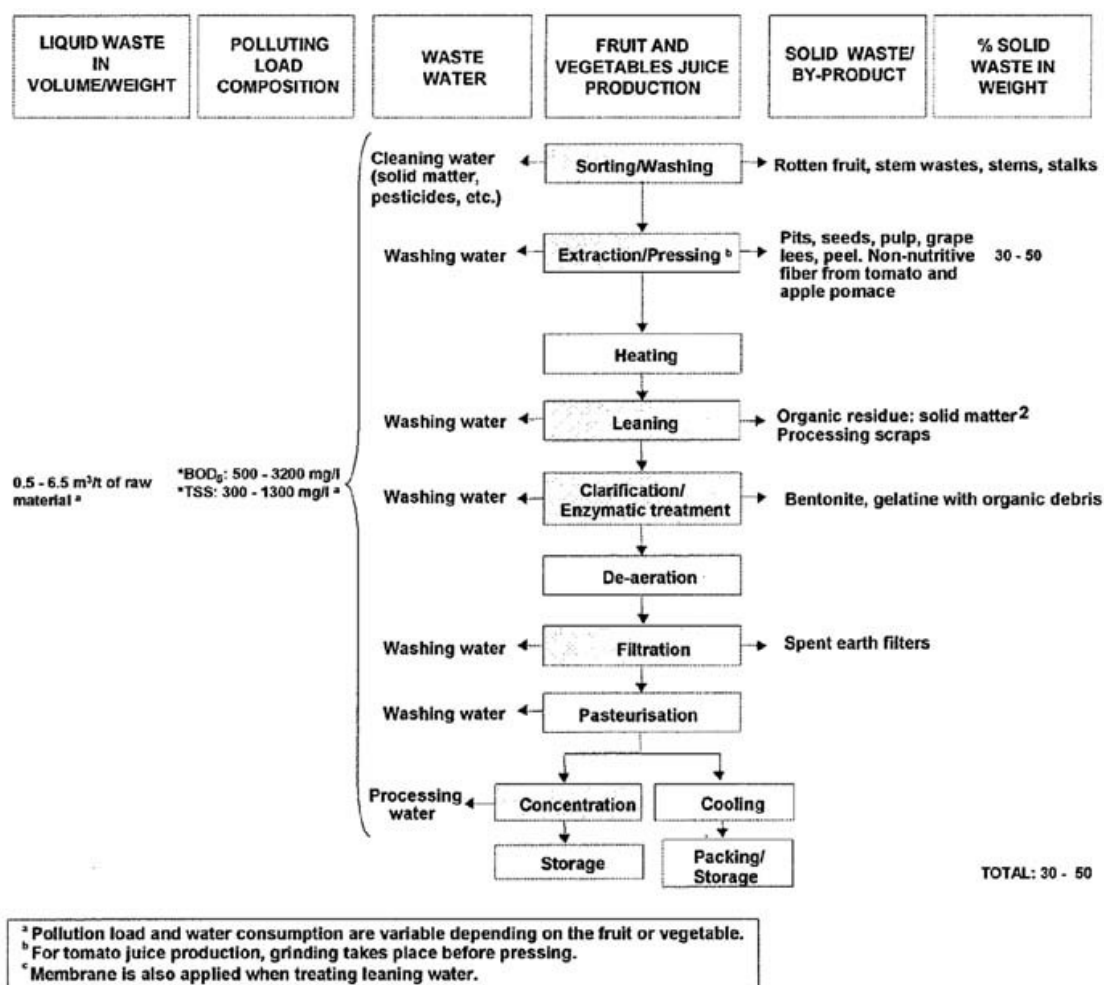 LIQUID WASTE
IN
VOLUME/WEIGHT
POLLUTING
LOAD
COMPOSITION
WASTE
WATER
FRUIT AND
VEGETABLES JUICE
PRODUCTION
SOLID WASTE/
BY-PRODUCT
% SOLID
WASTE IN
WEIGHT
Cleaning water
(solid matter,
pesticides, etc.)
Sorting/Washing
Rotten fruit, stem wastes, stems, stalks
Washing water
Extraction/Pressing b
Pits, seeds, pulp, grape
lees, peel. Non-nutritive
fiber from tomato and
apple pomace
30 - 50
Heating
Washing water
Leaning
Organic residue: solid matter2
Processing scraps
0.5 - 6.5 m³/t of raw
material a
*BOD5: 500 - 3200 mg/l
*TSS: 300 - 1300 mg/l a
Washing water
Clarification/
Enzymatic treatment
Bentonite, gelatine with organic debris
De-aeration
Washing water
Filtration
Spent earth filters
Washing water
Pasteurisation
Processing
water
Concentration
Cooling
Storage
Packing/
Storage
TOTAL: 30 - 50
a Pollution load and water consumption are variable depending on the fruit or vegetable.
b For tomato juice production, grinding takes place before pressing.
c Membrane is also applied when treating leaning water.